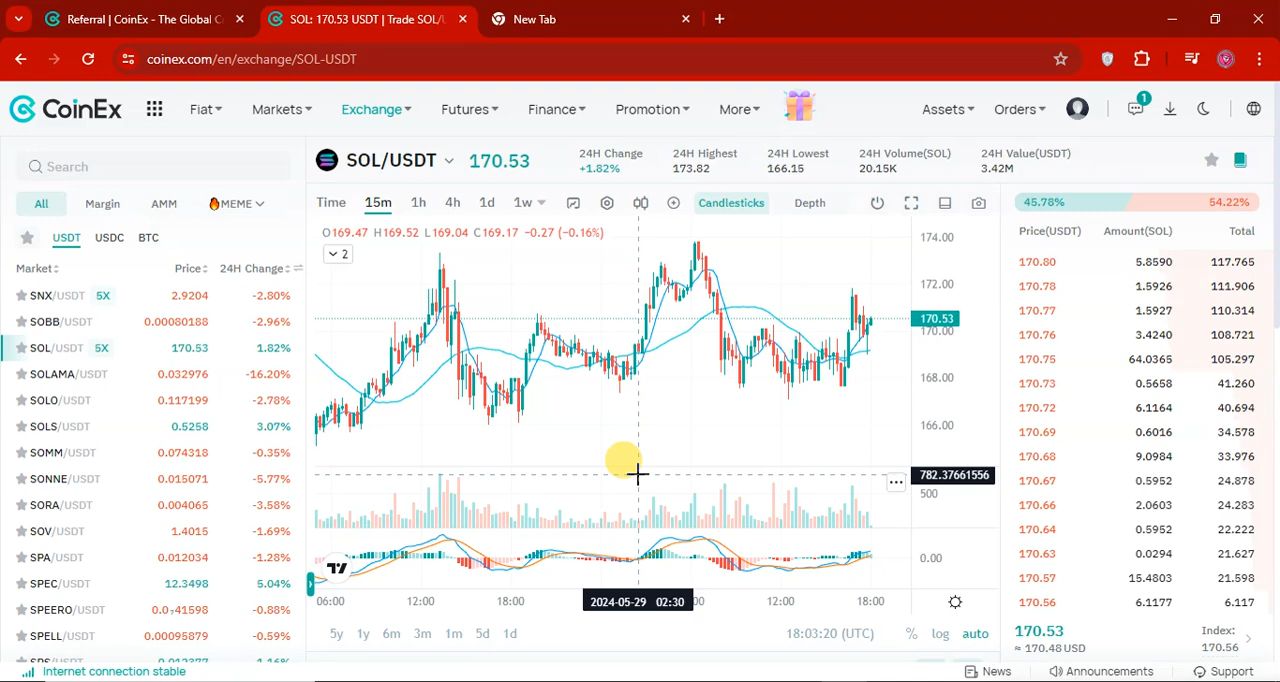 Referral | CoinEx - The Global C
SOL: 170.53 USDT | Trade SOL/U
New Tab
coinex.com/en/exchange/SOL-USDT
CoinEx Fiat Markets Exchange Futures Finance Promotion More Assets Orders 1
Search
All Margin AMM MEME
USDT USDC BTC
Market Price 24H Change
SNX/USDT 5X 2.9204 -2.80%
SOBB/USDT 0.00080188 -2.96%
SOL/USDT 5X 170.53 1.82%
SOLAMA/USDT 0.032976 -16.20%
SOLO/USDT 0.117199 -2.78%
SOLS/USDT 0.5258 3.07%
SOMM/USDT 0.074318 -0.35%
SONNE/USDT 0.015071 -5.77%
SORA/USDT 0.004065 -3.58%
SOV/USDT 1.4015 -1.69%
SPA/USDT 0.012034 -1.28%
SPEC/USDT 12.3498 5.04%
SPEERO/USDT 0.0₇41598 -0.88%
SPELL/USDT 0.00095879 -0.59%
SOL/USDT 170.53
24H Change 24H Highest 24H Lowest 24H Volume(SOL) 24H Value(USDT)
+1.82% 173.82 166.15 20.15K 3.42M
Time 15m 1h 4h 1d 1w Candlesticks Depth
O169.47 H169.52 L169.04 C169.17 -0.27 (-0.16%)
2
174.00
172.00
170.53
170.00
168.00
166.00
782.37661556
500
0.00
06:00 12:00 18:00 2024-05-29 02:30 :00 12:00 18:00
5y 1y 6m 3m 1m 5d 1d 18:03:20 (UTC) % log auto
45.78% 54.22%
Price(USDT) Amount(SOL) Total
170.80 5.8590 117.765
170.78 1.5926 111.906
170.77 1.5927 110.314
170.76 3.4240 108.721
170.75 64.0365 105.297
170.73 0.5658 41.260
170.72 6.1164 40.694
170.69 0.6016 34.578
170.68 9.0984 33.976
170.67 0.5952 24.878
170.66 2.0603 24.283
170.64 0.5952 22.222
170.63 0.0294 21.627
170.57 15.4803 21.598
170.56 6.1177 6.117
170.53 Index:
≈ 170.48 USD 170.56
Internet connection stable News Announcements Support